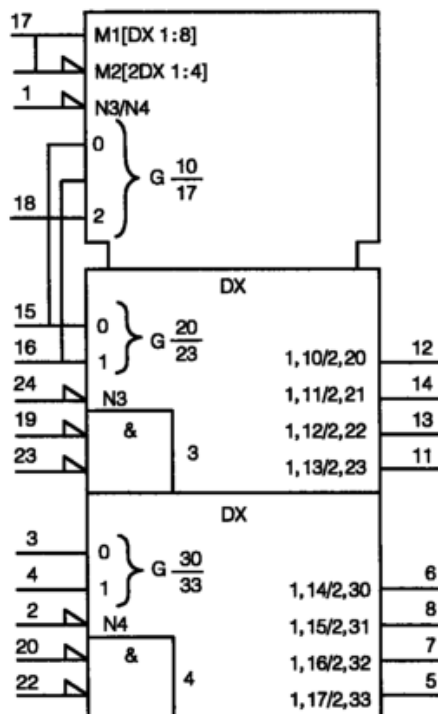 17 M1[DX 1:8]
M2[2DX 1:4]
1 N3/N4
0
G 10/17
18 2
DX
15 0
G 20/23
16 1 1,10/2,20 12
24 N3 1,11/2,21 14
19 & 1,12/2,22 13
23 3 1,13/2,23 11
DX
3 0
G 30/33
4 1 1,14/2,30 6
2 N4 1,15/2,31 8
20 & 1,16/2,32 7
22 4 1,17/2,33 5